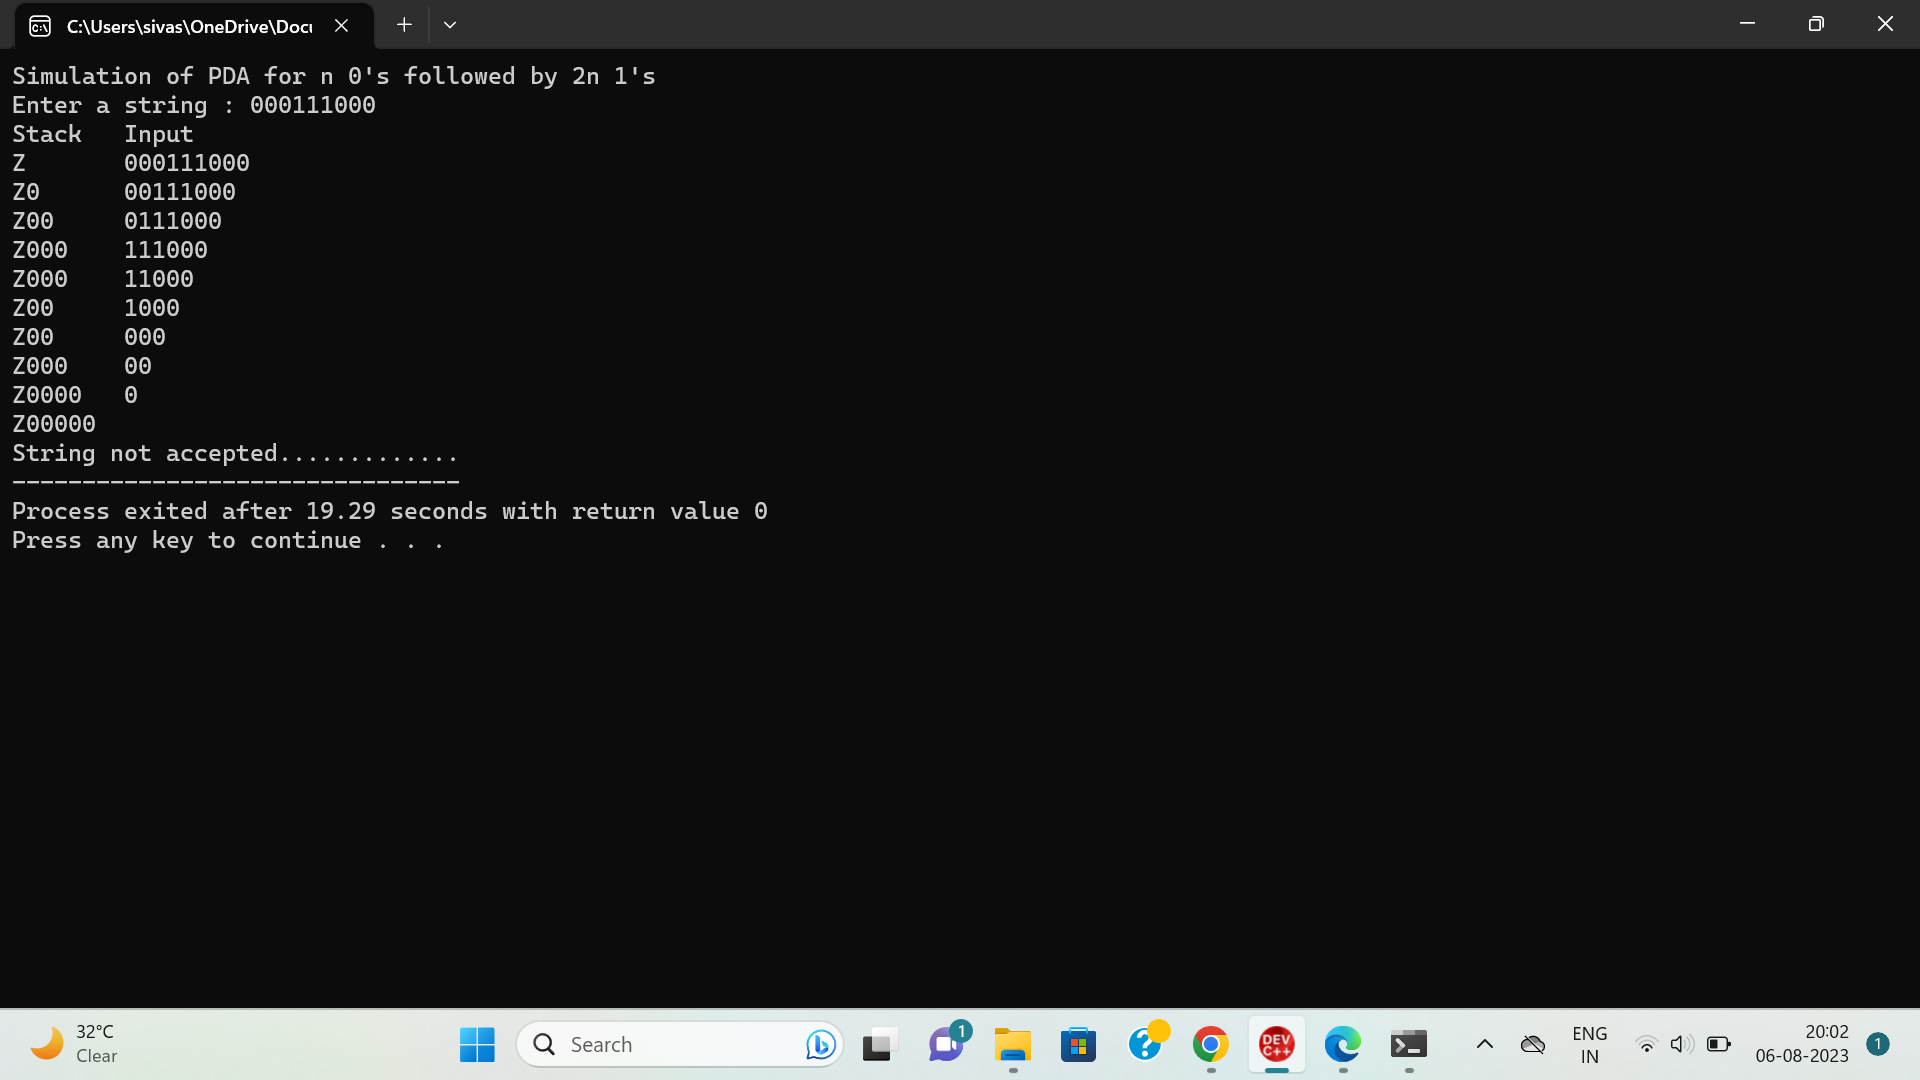 C:\Users\sivas\OneDrive\Docu
Simulation of PDA for n 0's followed by 2n 1's
Enter a string : 000111000
Stack   Input
Z       000111000
Z0      00111000
Z00     0111000
Z000    111000
Z000    11000
Z00     1000
Z00     000
Z000    00
Z0000   0
Z00000
String not accepted.............
--------------------------------
Process exited after 19.29 seconds with return value 0
Press any key to continue . . .
32°C
Clear
Search
1
DEV
C++
ENG
IN
20:02
06-08-2023
1